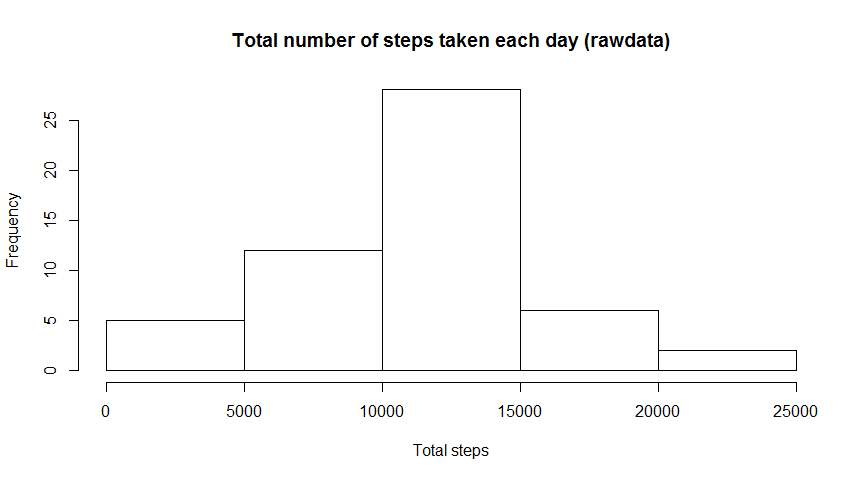 Total number of steps taken each day (rawdata)
Frequency
25
20
15
10
5
0
0 5000 10000 15000 20000 25000
Total steps